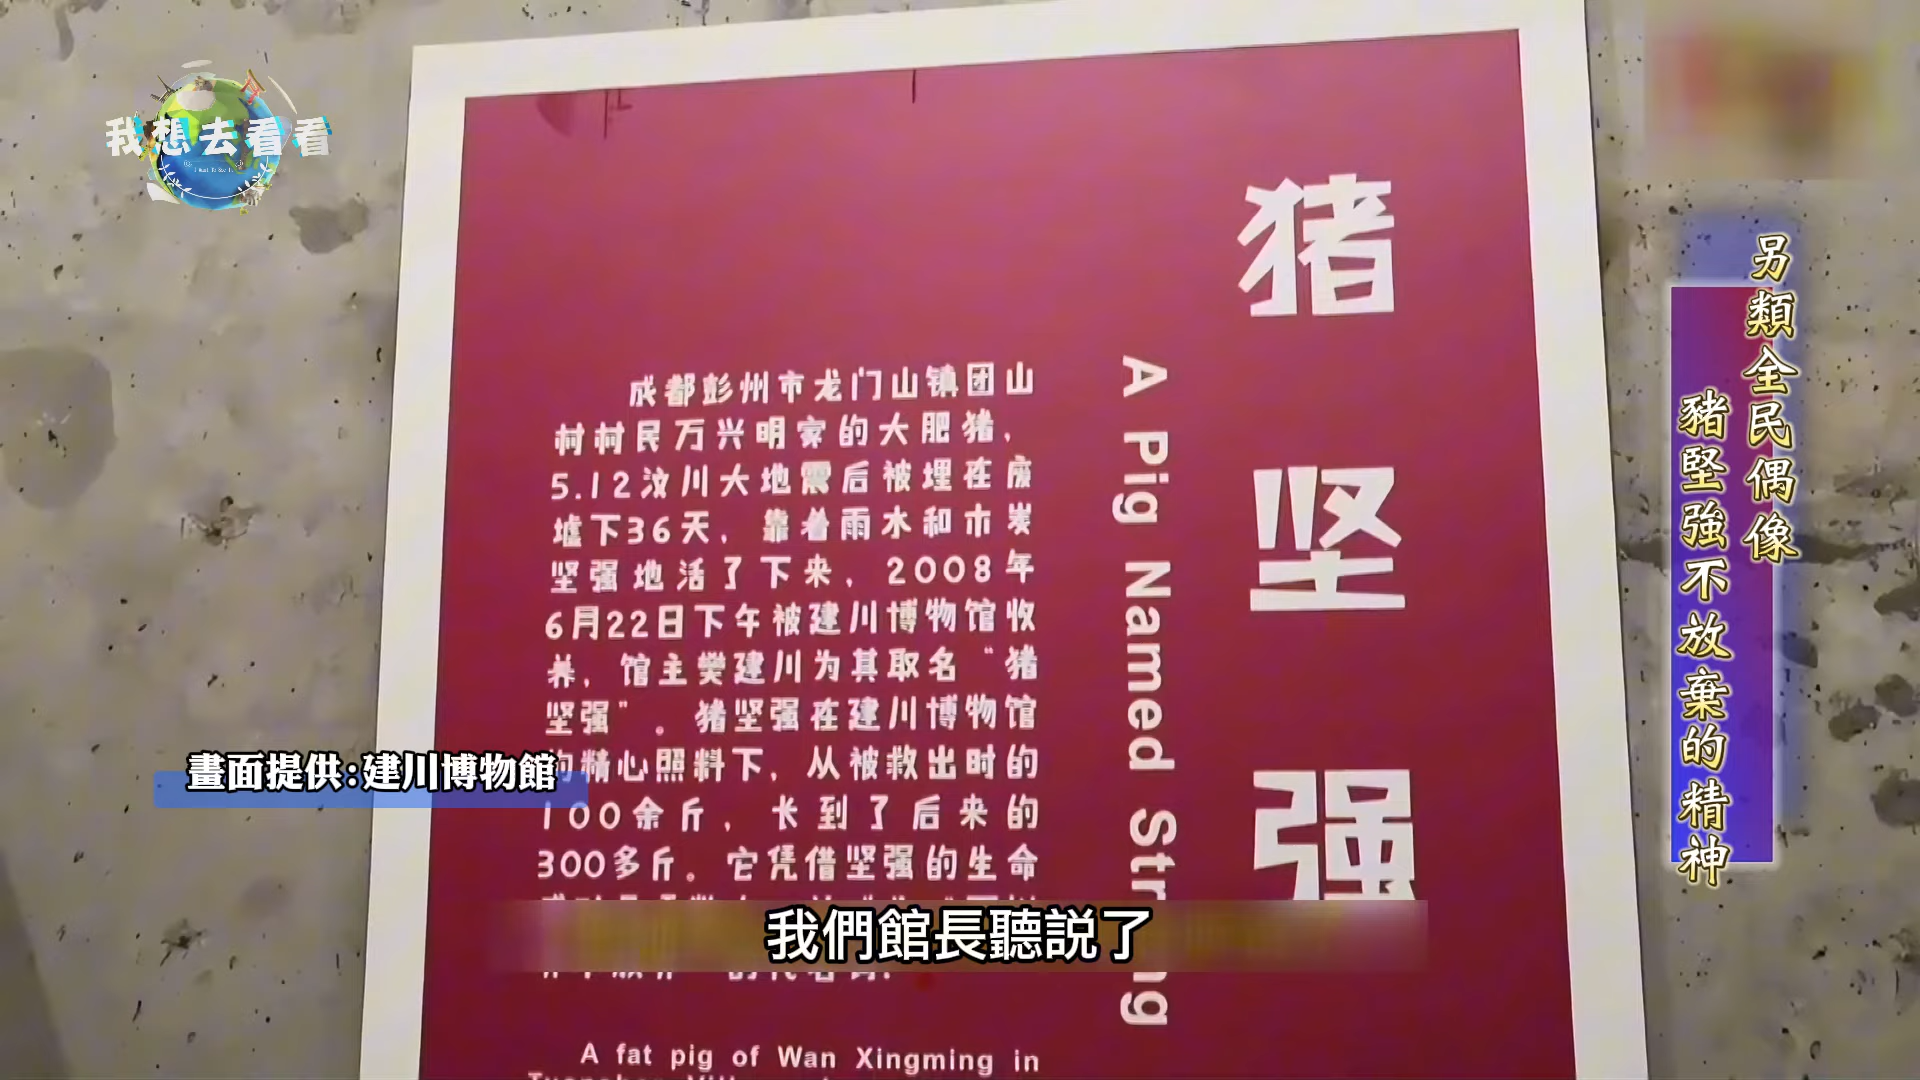 我想去看看
猪坚强
A Pig Named Str ng
成都彭州市龙门山镇团山
村村民万兴明家的大肥猪，
5.12汶川大地震后被埋在废
墟下36天，靠着雨水和木炭
坚强地活了下来，2008年
6月22日下午被建川博物馆收
养，馆主樊建川为其取名“猪
坚强”。猪坚强在建川博物馆
的精心照料下，从被救出时的
100余斤，长到了后来的
300多斤。它凭借坚强的生命
A fat pig of Wan Xingming in
另類全民偶像
豬堅強不放棄的精神
畫面提供:建川博物館
我們館長聽説了